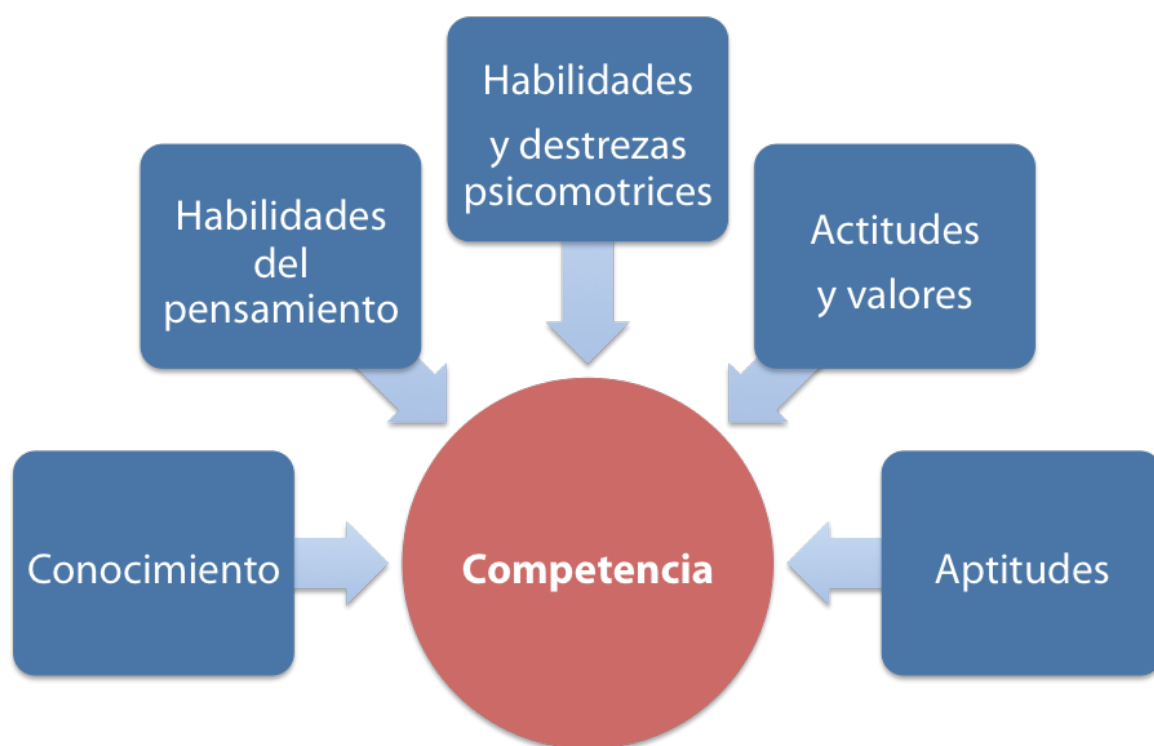 Habilidades
y destrezas
psicomotrices
Habilidades
del
pensamiento
Actitudes
y valores
Conocimiento
Competencia
Aptitudes